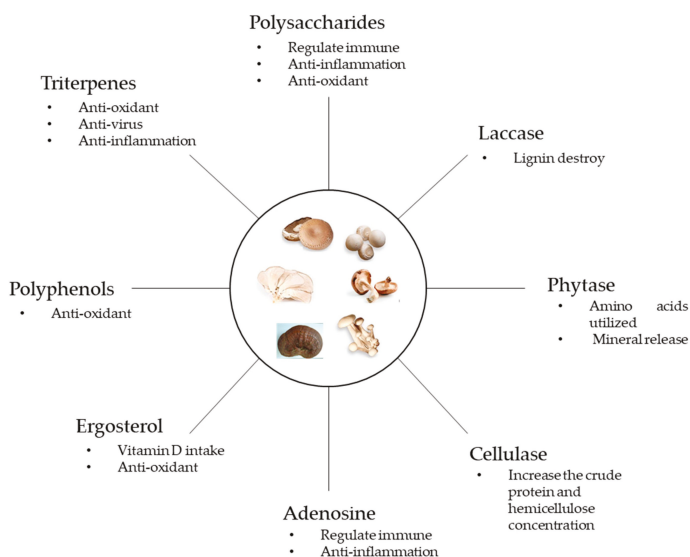 Polysaccharides
• Regulate immune
• Anti-inflammation
• Anti-oxidant
Triterpenes
• Anti-oxidant
• Anti-virus
• Anti-inflammation
Laccase
• Lignin destroy
Polyphenols
• Anti-oxidant
Phytase
• Amino acids
utilized
• Mineral release
Ergosterol
• Vitamin D intake
• Anti-oxidant
Cellulase
• Increase the crude
protein and
hemicellulose
concentration
Adenosine
• Regulate immune
• Anti-inflammation